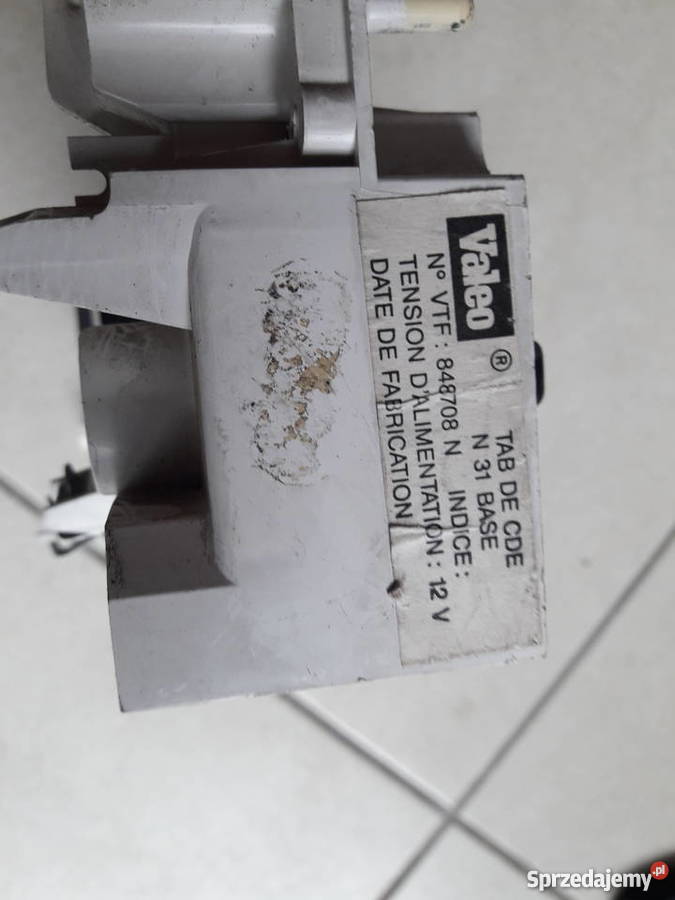 Valeo ®
TAB DE CDE
N 31 BASE
N° VTF : 848708 N INDICE :
TENSION D'ALIMENTATION : 12 V
DATE DE FABRICATION
Sprzedajemy.pl